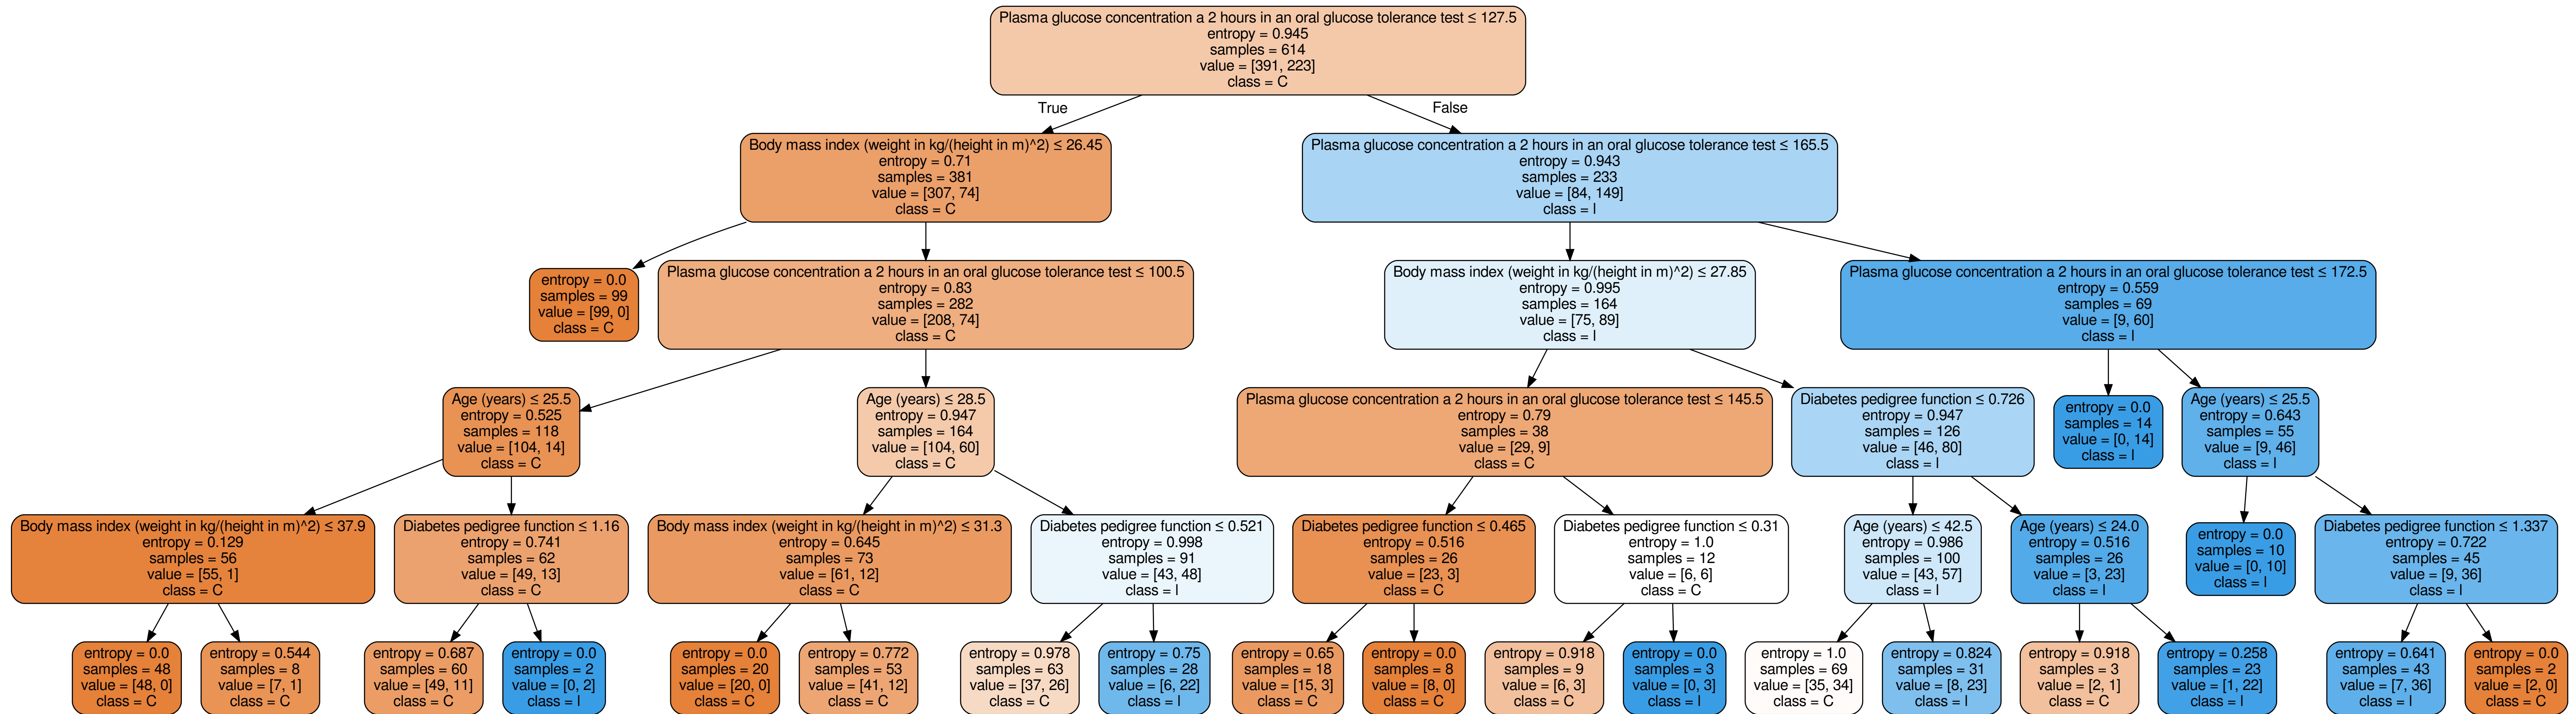 Plasma glucose concentration a 2 hours in an oral glucose tolerance test ≤ 127.5
entropy = 0.945
samples = 614
value = [391, 223]
class = C
True
False
Body mass index (weight in kg/(height in m)^2) ≤ 26.45
entropy = 0.71
samples = 381
value = [307, 74]
class = C
Plasma glucose concentration a 2 hours in an oral glucose tolerance test ≤ 165.5
entropy = 0.943
samples = 233
value = [84, 149]
class = I
entropy = 0.0
samples = 99
value = [99, 0]
class = C
Plasma glucose concentration a 2 hours in an oral glucose tolerance test ≤ 100.5
entropy = 0.83
samples = 282
value = [208, 74]
class = C
Body mass index (weight in kg/(height in m)^2) ≤ 27.85
entropy = 0.995
samples = 164
value = [75, 89]
class = I
Plasma glucose concentration a 2 hours in an oral glucose tolerance test ≤ 172.5
entropy = 0.559
samples = 69
value = [9, 60]
class = I
Age (years) ≤ 25.5
entropy = 0.525
samples = 118
value = [104, 14]
class = C
Age (years) ≤ 28.5
entropy = 0.947
samples = 164
value = [104, 60]
class = C
Plasma glucose concentration a 2 hours in an oral glucose tolerance test ≤ 145.5
entropy = 0.79
samples = 38
value = [29, 9]
class = C
Diabetes pedigree function ≤ 0.726
entropy = 0.947
samples = 126
value = [46, 80]
class = I
entropy = 0.0
samples = 14
value = [0, 14]
class = I
Age (years) ≤ 25.5
entropy = 0.643
samples = 55
value = [9, 46]
class = I
Body mass index (weight in kg/(height in m)^2) ≤ 37.9
entropy = 0.129
samples = 56
value = [55, 1]
class = C
Diabetes pedigree function ≤ 1.16
entropy = 0.741
samples = 62
value = [49, 13]
class = C
Body mass index (weight in kg/(height in m)^2) ≤ 31.3
entropy = 0.645
samples = 73
value = [61, 12]
class = C
Diabetes pedigree function ≤ 0.521
entropy = 0.998
samples = 91
value = [43, 48]
class = I
Diabetes pedigree function ≤ 0.465
entropy = 0.516
samples = 26
value = [23, 3]
class = C
Diabetes pedigree function ≤ 0.31
entropy = 1.0
samples = 12
value = [6, 6]
class = C
Age (years) ≤ 42.5
entropy = 0.986
samples = 100
value = [43, 57]
class = I
Age (years) ≤ 24.0
entropy = 0.516
samples = 26
value = [3, 23]
class = I
entropy = 0.0
samples = 10
value = [0, 10]
class = I
Diabetes pedigree function ≤ 1.337
entropy = 0.722
samples = 45
value = [9, 36]
class = I
entropy = 0.0
samples = 48
value = [48, 0]
class = C
entropy = 0.544
samples = 8
value = [7, 1]
class = C
entropy = 0.687
samples = 60
value = [49, 11]
class = C
entropy = 0.0
samples = 2
value = [0, 2]
class = I
entropy = 0.0
samples = 20
value = [20, 0]
class = C
entropy = 0.772
samples = 53
value = [41, 12]
class = C
entropy = 0.978
samples = 63
value = [37, 26]
class = C
entropy = 0.75
samples = 28
value = [6, 22]
class = I
entropy = 0.65
samples = 18
value = [15, 3]
class = C
entropy = 0.0
samples = 8
value = [8, 0]
class = C
entropy = 0.918
samples = 9
value = [6, 3]
class = C
entropy = 0.0
samples = 3
value = [0, 3]
class = I
entropy = 1.0
samples = 69
value = [35, 34]
class = C
entropy = 0.824
samples = 31
value = [8, 23]
class = I
entropy = 0.918
samples = 3
value = [2, 1]
class = C
entropy = 0.258
samples = 23
value = [1, 22]
class = I
entropy = 0.641
samples = 43
value = [7, 36]
class = I
entropy = 0.0
samples = 2
value = [2, 0]
class = C